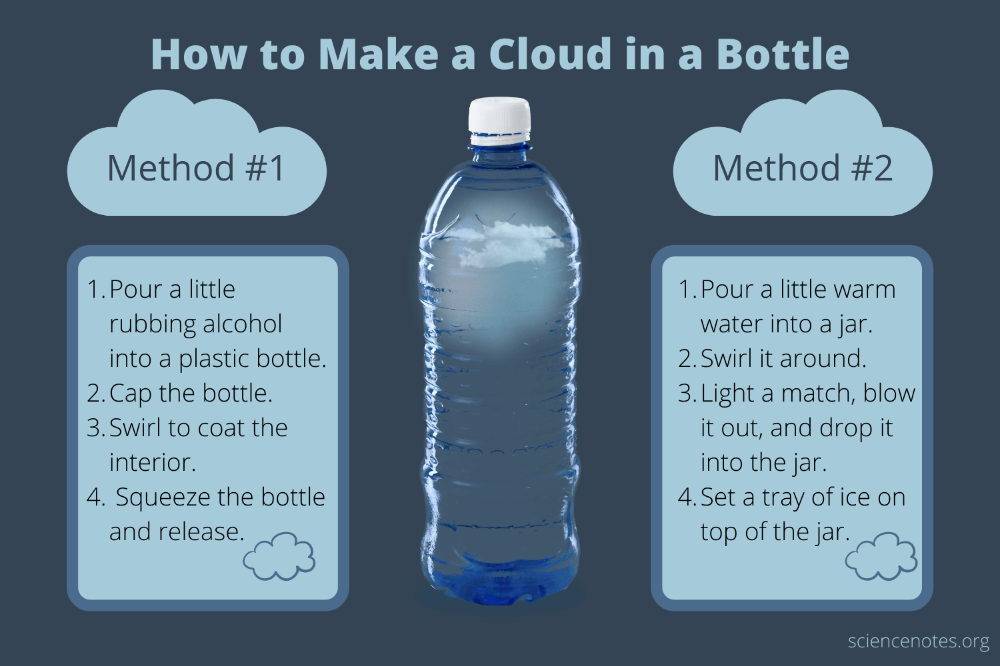 How to Make a Cloud in a Bottle
Method #1
1. Pour a little
rubbing alcohol
into a plastic bottle.
2. Cap the bottle.
3. Swirl to coat the
interior.
4. Squeeze the bottle
and release.
Method #2
1. Pour a little warm
water into a jar.
2. Swirl it around.
3. Light a match, blow
it out, and drop it
into the jar.
4. Set a tray of ice on
top of the jar.
sciencenotes.org